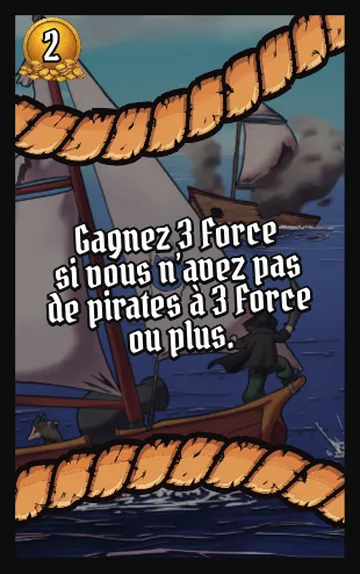 2
Gagnez 3 Force
si vous n'avez pas
de pirates à 3 Force
ou plus.